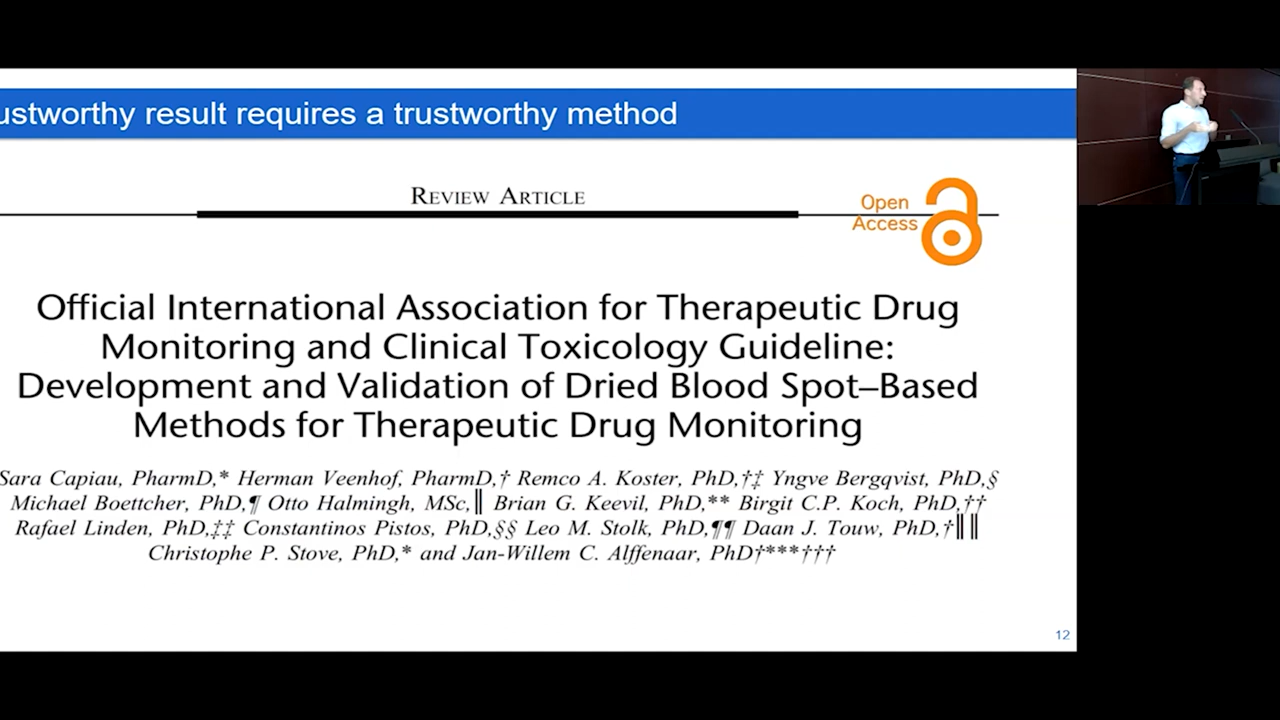 ustworthy result requires a trustworthy method
REVIEW ARTICLE
Open
Access
Official International Association for Therapeutic Drug
Monitoring and Clinical Toxicology Guideline:
Development and Validation of Dried Blood Spot–Based
Methods for Therapeutic Drug Monitoring
Sara Capiau, PharmD,* Herman Veenhof, PharmD,† Remco A. Koster, PhD,†‡ Yngve Bergqvist, PhD,§
Michael Boettcher, PhD,¶ Otto Halmingh, MSc,║ Brian G. Keevil, PhD,** Birgit C.P. Koch, PhD,††
Rafael Linden, PhD,‡‡ Constantinos Pistos, PhD,§§ Leo M. Stolk, PhD,¶¶ Daan J. Touw, PhD,†║║
Christophe P. Stove, PhD,* and Jan-Willem C. Alffenaar, PhD†***†††
12